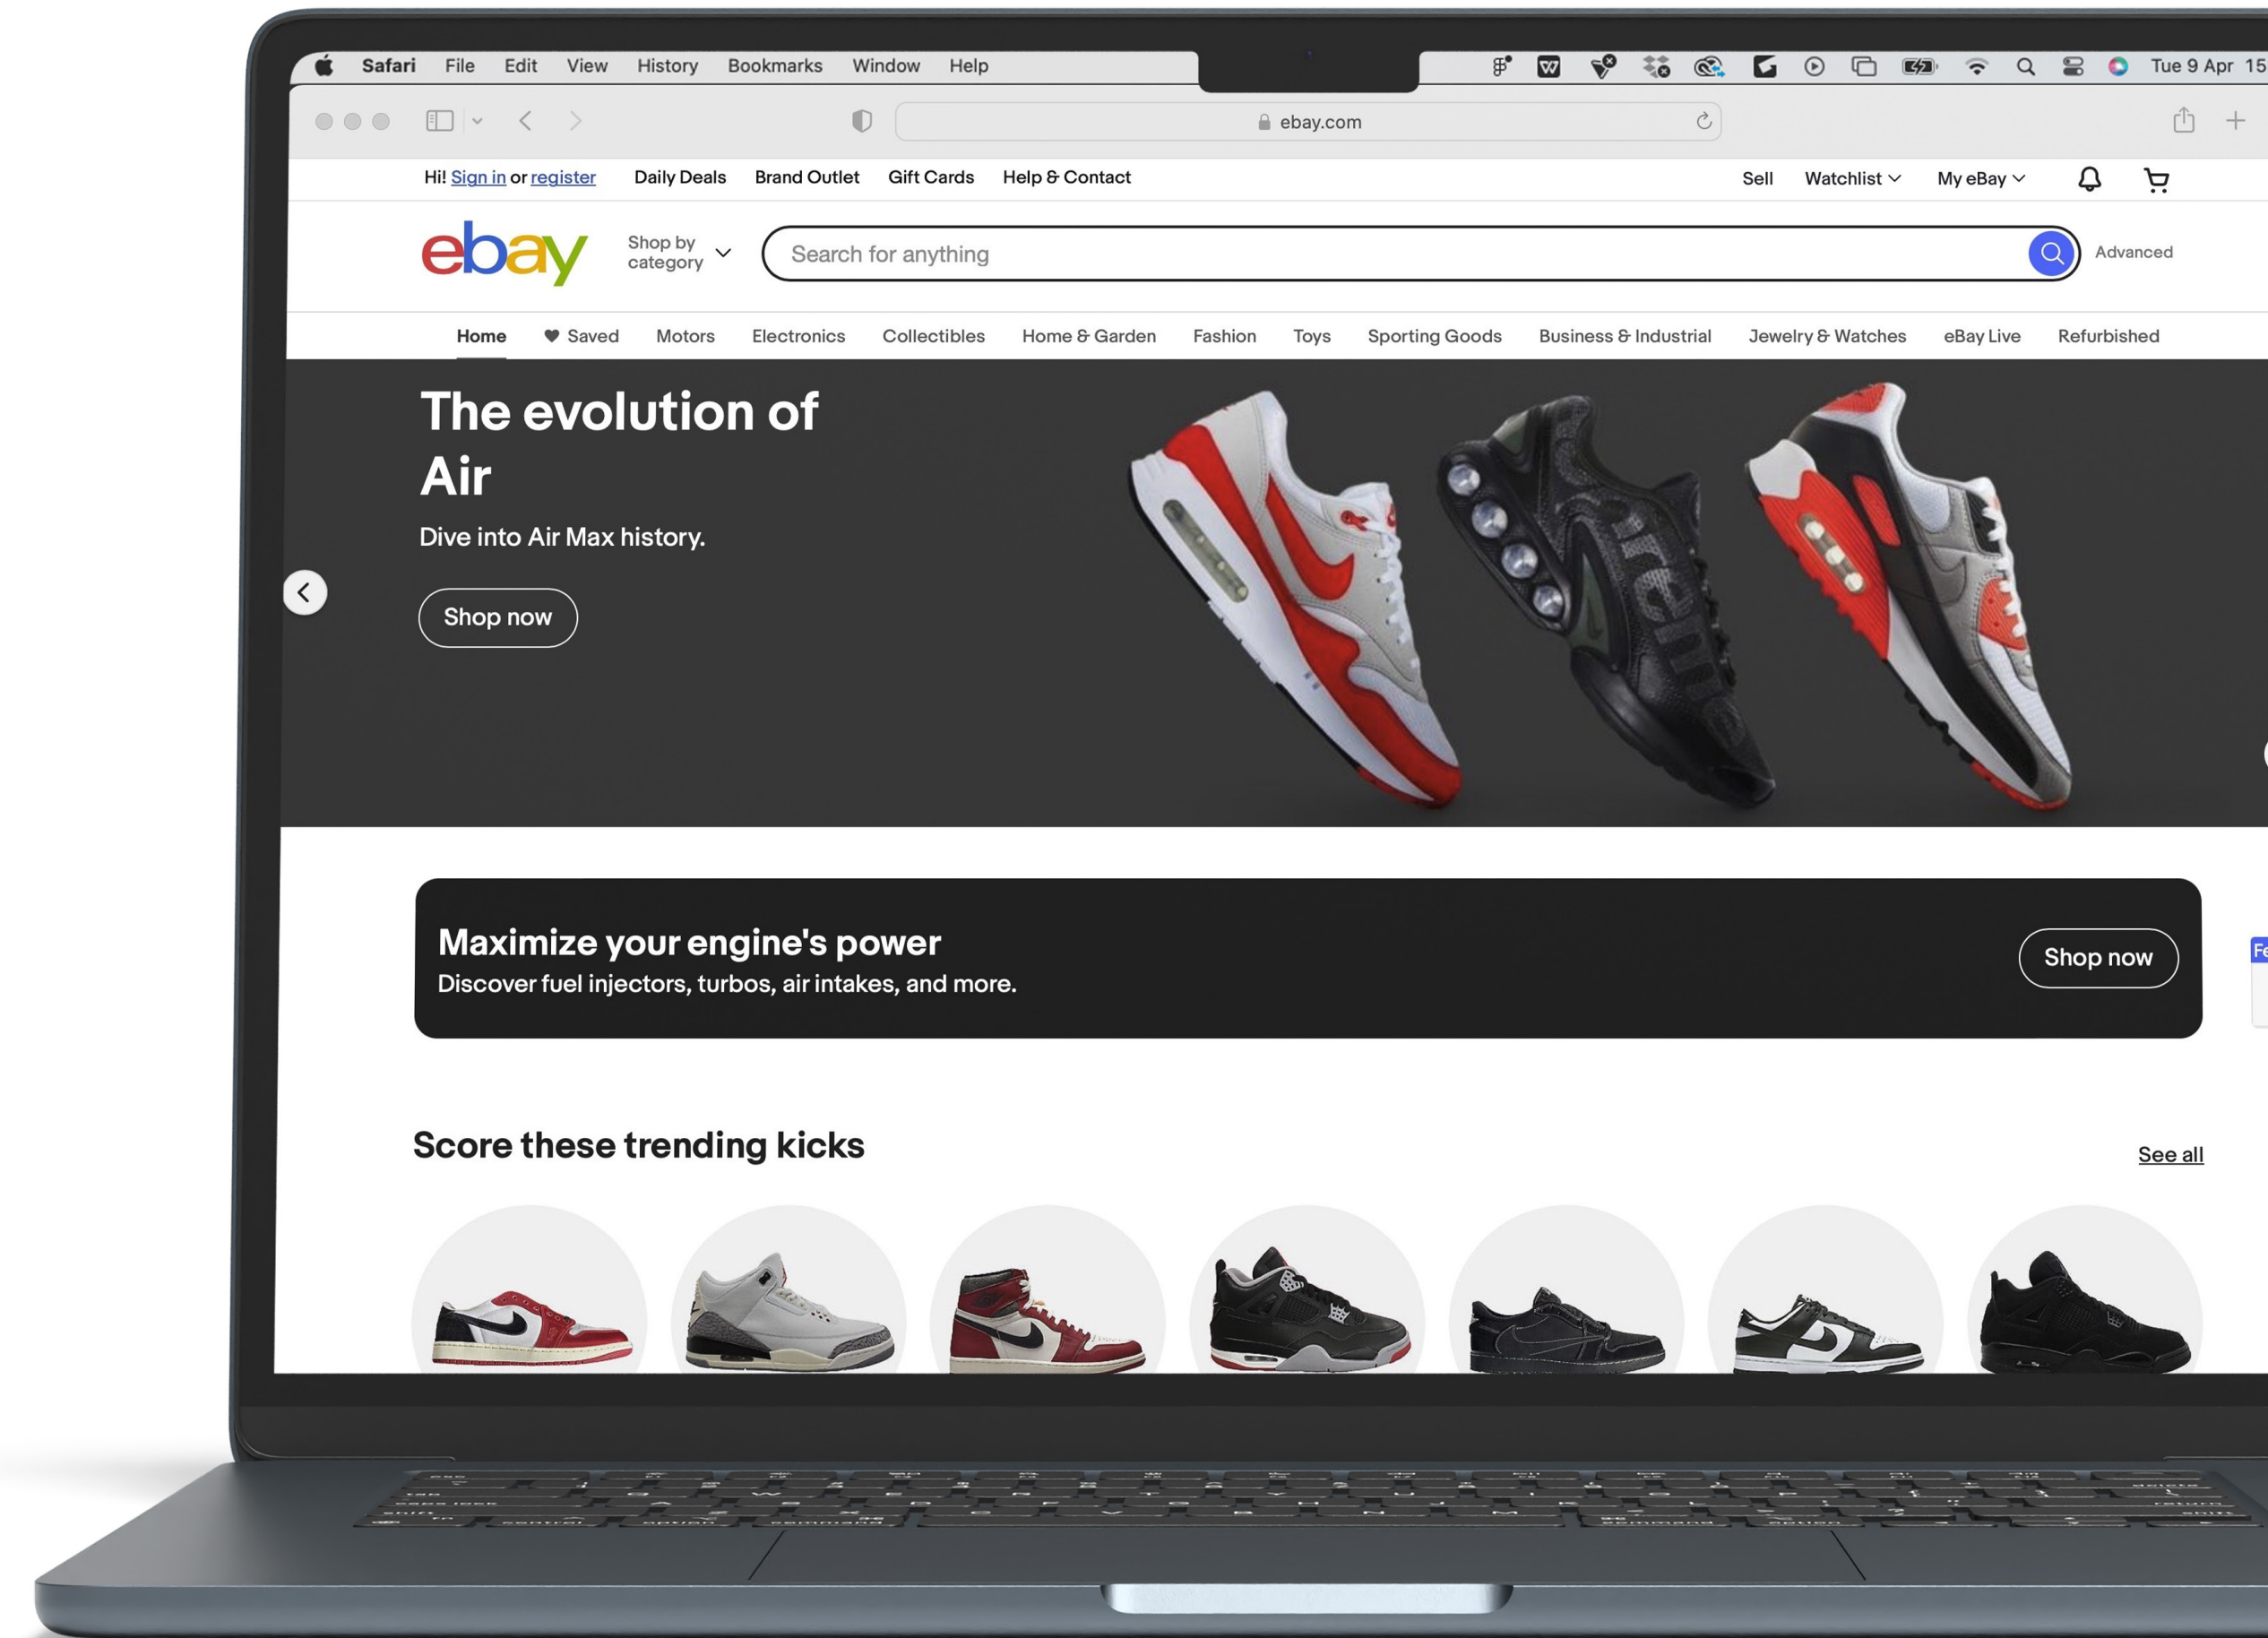 Safari File Edit View History Bookmarks Window Help Tue 9 Apr 15
ebay.com
Hi! Sign in or register Daily Deals Brand Outlet Gift Cards Help & Contact Sell Watchlist My eBay
ebay
Shop by
category
Search for anything
Advanced
Home Saved Motors Electronics Collectibles Home & Garden Fashion Toys Sporting Goods Business & Industrial Jewelry & Watches eBay Live Refurbished
The evolution of
Air
Dive into Air Max history.
Shop now
Maximize your engine's power
Discover fuel injectors, turbos, air intakes, and more.
Shop now
Fe
Score these trending kicks
See all